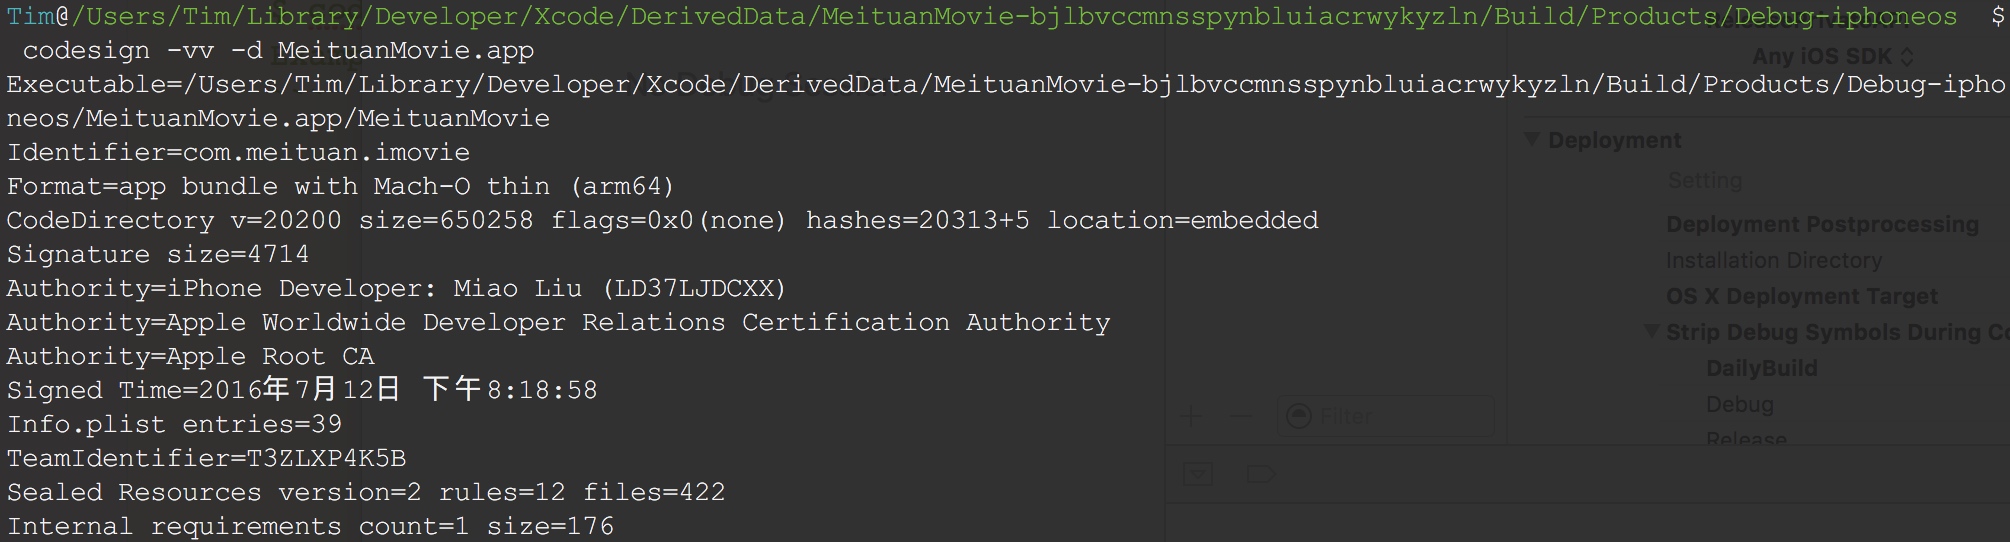 Tim@/Users/Tim/Library/Developer/Xcode/DerivedData/MeituanMovie-bjlbvccmnsspynbluiacrwykyzln/Build/Products/Debug-iphoneos $
codesign -vv -d MeituanMovie.app
Executable=/Users/Tim/Library/Developer/Xcode/DerivedData/MeituanMovie-bjlbvccmnsspynbluiacrwykyzln/Build/Products/Debug-ipho
neos/MeituanMovie.app/MeituanMovie
Identifier=com.meituan.imovie
Format=app bundle with Mach-O thin (arm64)
CodeDirectory v=20200 size=650258 flags=0x0(none) hashes=20313+5 location=embedded
Signature size=4714
Authority=iPhone Developer: Miao Liu (LD37LJDCXX)
Authority=Apple Worldwide Developer Relations Certification Authority
Authority=Apple Root CA
Signed Time=2016年7月12日 下午8:18:58
Info.plist entries=39
TeamIdentifier=T3ZLXP4K5B
Sealed Resources version=2 rules=12 files=422
Internal requirements count=1 size=176
Any iOS SDK
Deployment
Setting
Deployment Postprocessing
Installation Directory
OS X Deployment Target
Strip Debug Symbols During
DailyBuild
Debug
Release
Filter